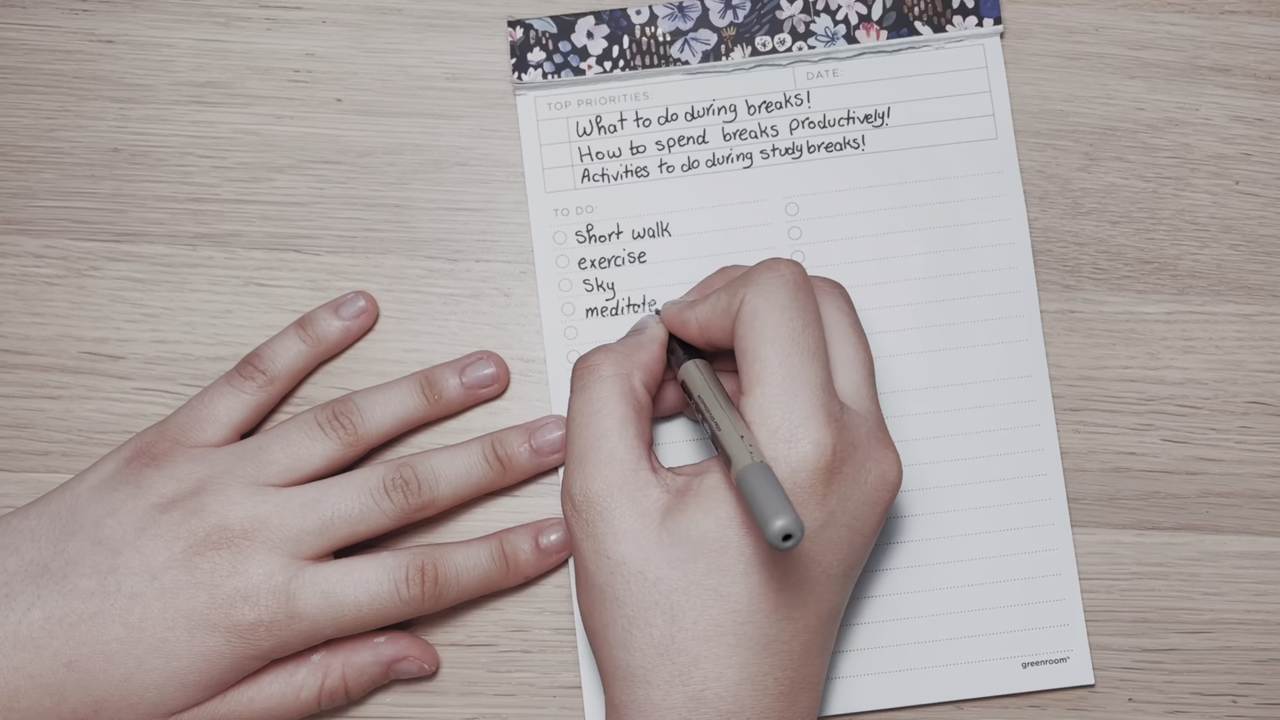 TOP PRIORITIES:
DATE:
What to do during breaks!
How to spend breaks productively!
Activities to do during study breaks!
TO DO:
short walk
exercise
Sky
meditate
greenroom®